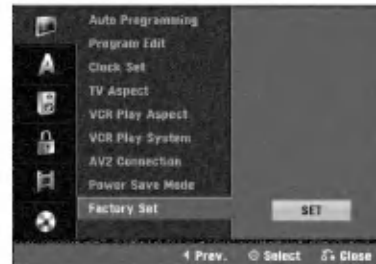 Auto Programming
Program Edit
Clock Set
TV Aspect
VCR Play Aspect
VCR Play System
AV2 Connection
Power Save Mode
Factory Set
SET
Prev. Select Close